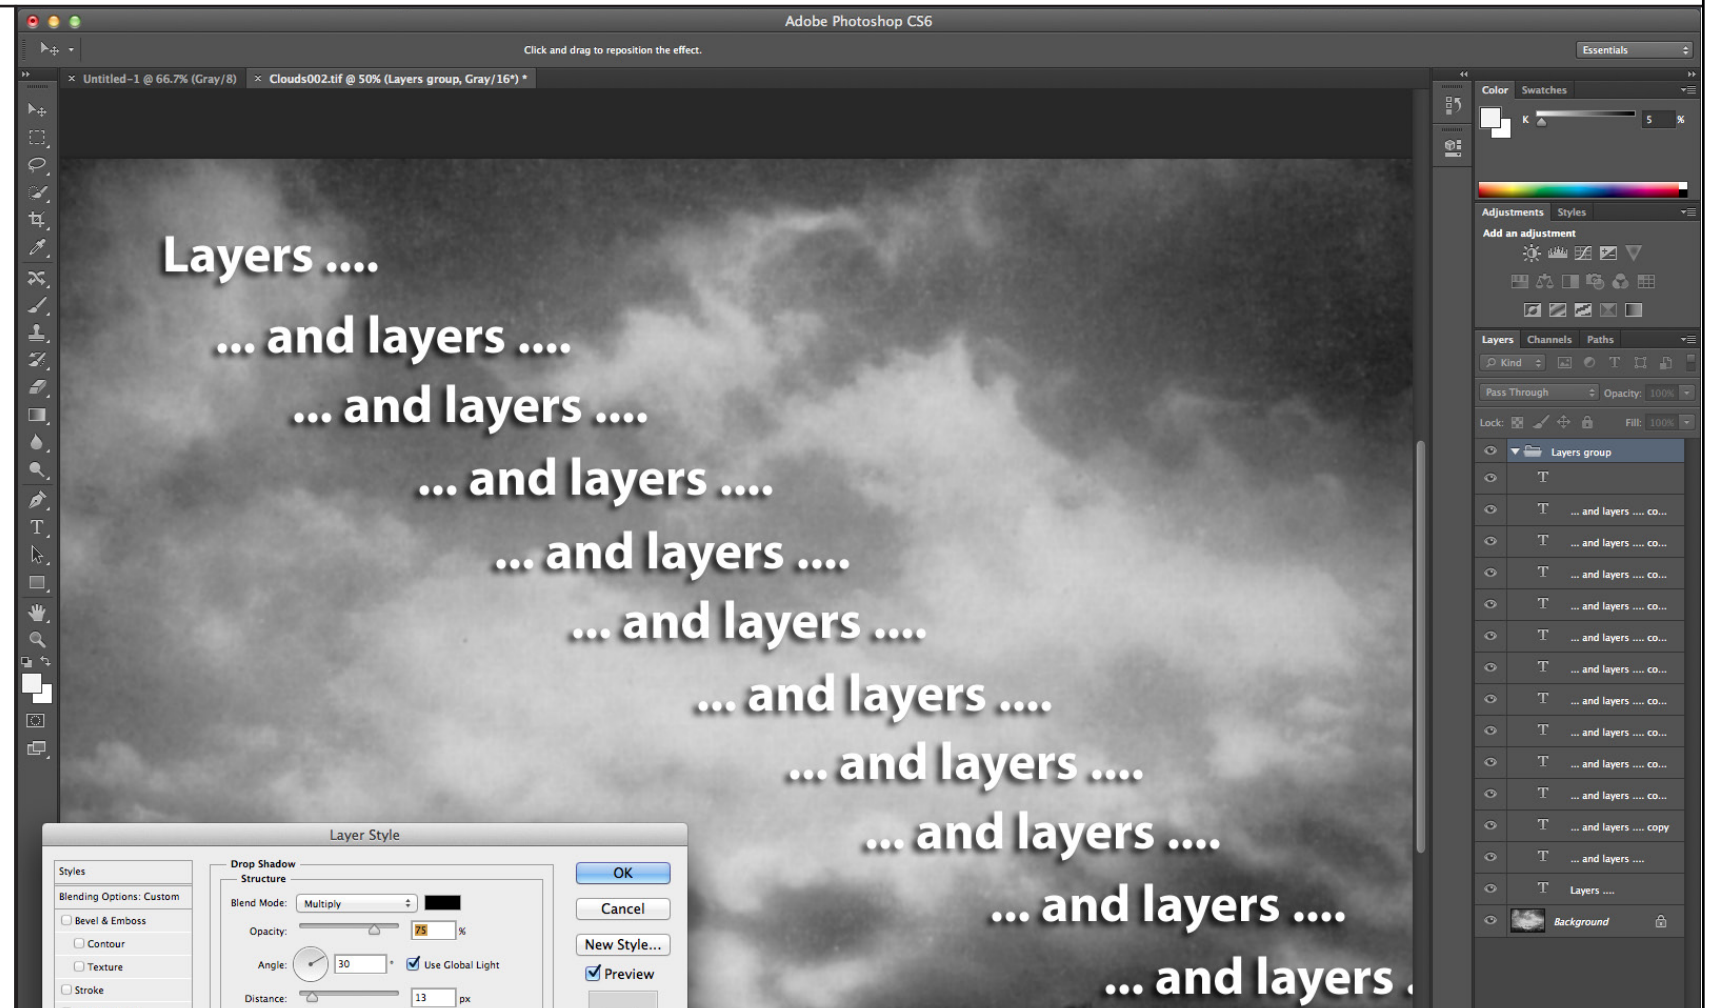 Adobe Photoshop CS6
Click and drag to reposition the effect.
Essentials
× Untitled-1 @ 66.7% (Gray/8)
× Clouds002.tif @ 50% (Layers group, Gray/16*) *
Layers ....
... and layers ....
... and layers ....
... and layers ....
... and layers ....
... and layers ....
... and layers ....
... and layers ....
... and layers ....
... and layers ....
... and layers .
Layer Style
Styles
Blending Options: Custom
Bevel & Emboss
Contour
Texture
Stroke
Drop Shadow
Structure
Blend Mode: Multiply
Opacity: 75 %
Angle: 30 ° Use Global Light
Distance: 13 px
OK
Cancel
New Style...
Preview
Color Swatches
K 5 %
Adjustments Styles
Add an adjustment
Layers Channels Paths
Kind
Pass Through Opacity: 100%
Lock: Fill: 100%
Layers group
T
T ... and layers .... co...
T ... and layers .... co...
T ... and layers .... co...
T ... and layers .... co...
T ... and layers .... co...
T ... and layers .... co...
T ... and layers .... co...
T ... and layers .... co...
T ... and layers .... co...
T ... and layers .... co...
T ... and layers .... copy
T ... and layers ....
T Layers ....
Background